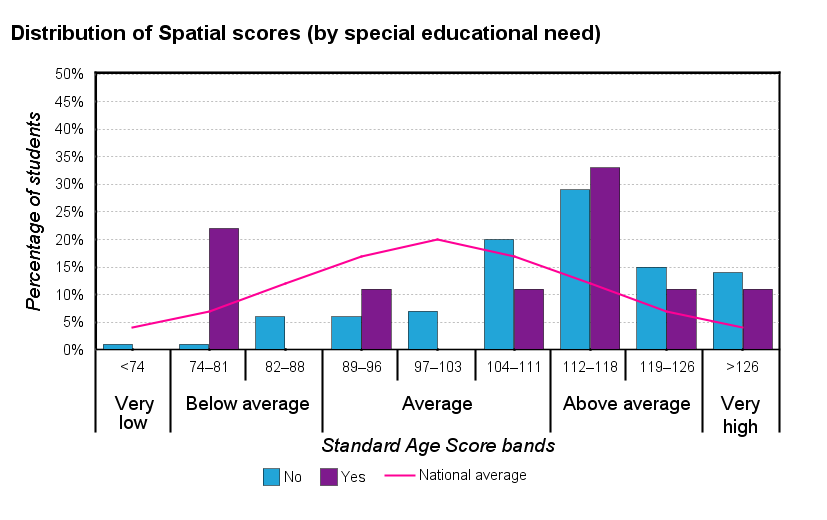 Distribution of Spatial scores (by special educational need)
50%
45%
40%
35%
30%
25%
20%
15%
10%
5%
0%
Percentage of students
<74 74–81 82–88 89–96 97–103 104–111 112–118 119–126 >126
Very low Below average Average Above average Very high
Standard Age Score bands
No Yes National average